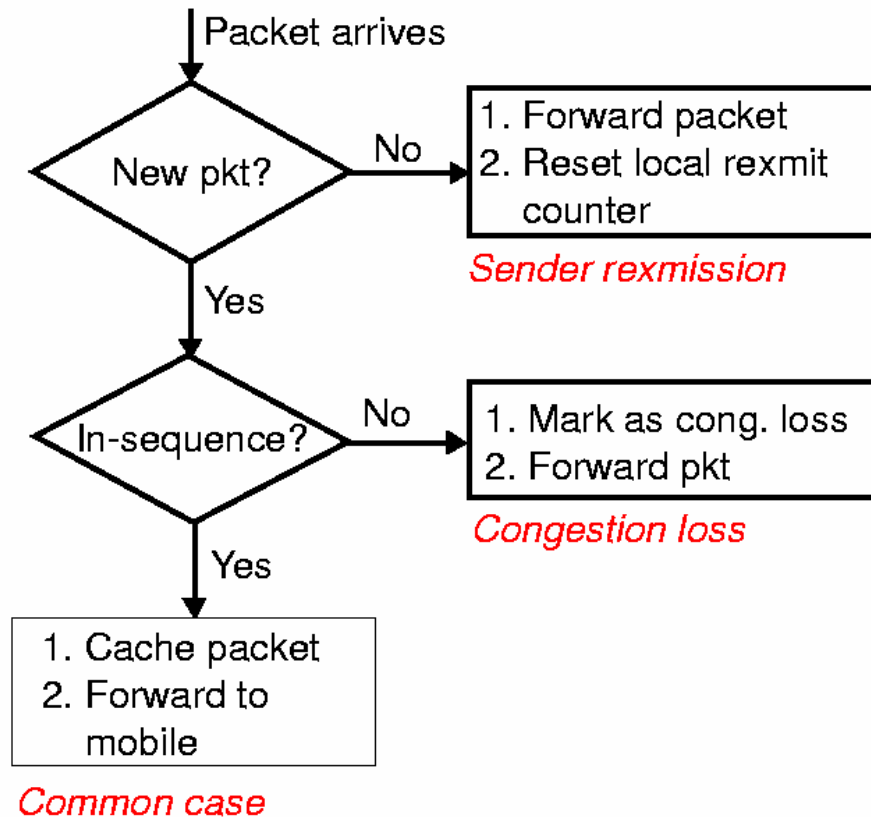 Packet arrives
New pkt?
No
1. Forward packet
2. Reset local rexmit
counter
Sender rexmission
Yes
In-sequence?
No
1. Mark as cong. loss
2. Forward pkt
Congestion loss
Yes
1. Cache packet
2. Forward to
mobile
Common case